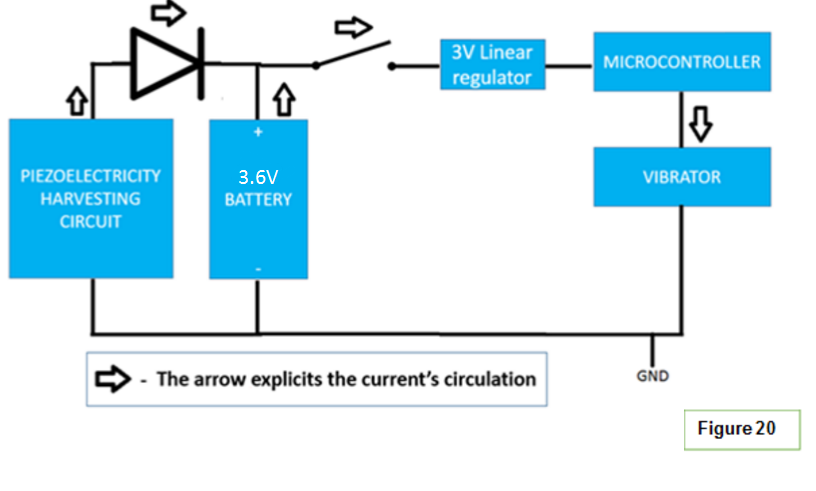 3V Linear
regulator
MICROCONTROLLER
PIEZOELECTRICITY
HARVESTING
CIRCUIT
+
3.6V
BATTERY
-
VIBRATOR
GND
- The arrow explicits the current's circulation
Figure 20